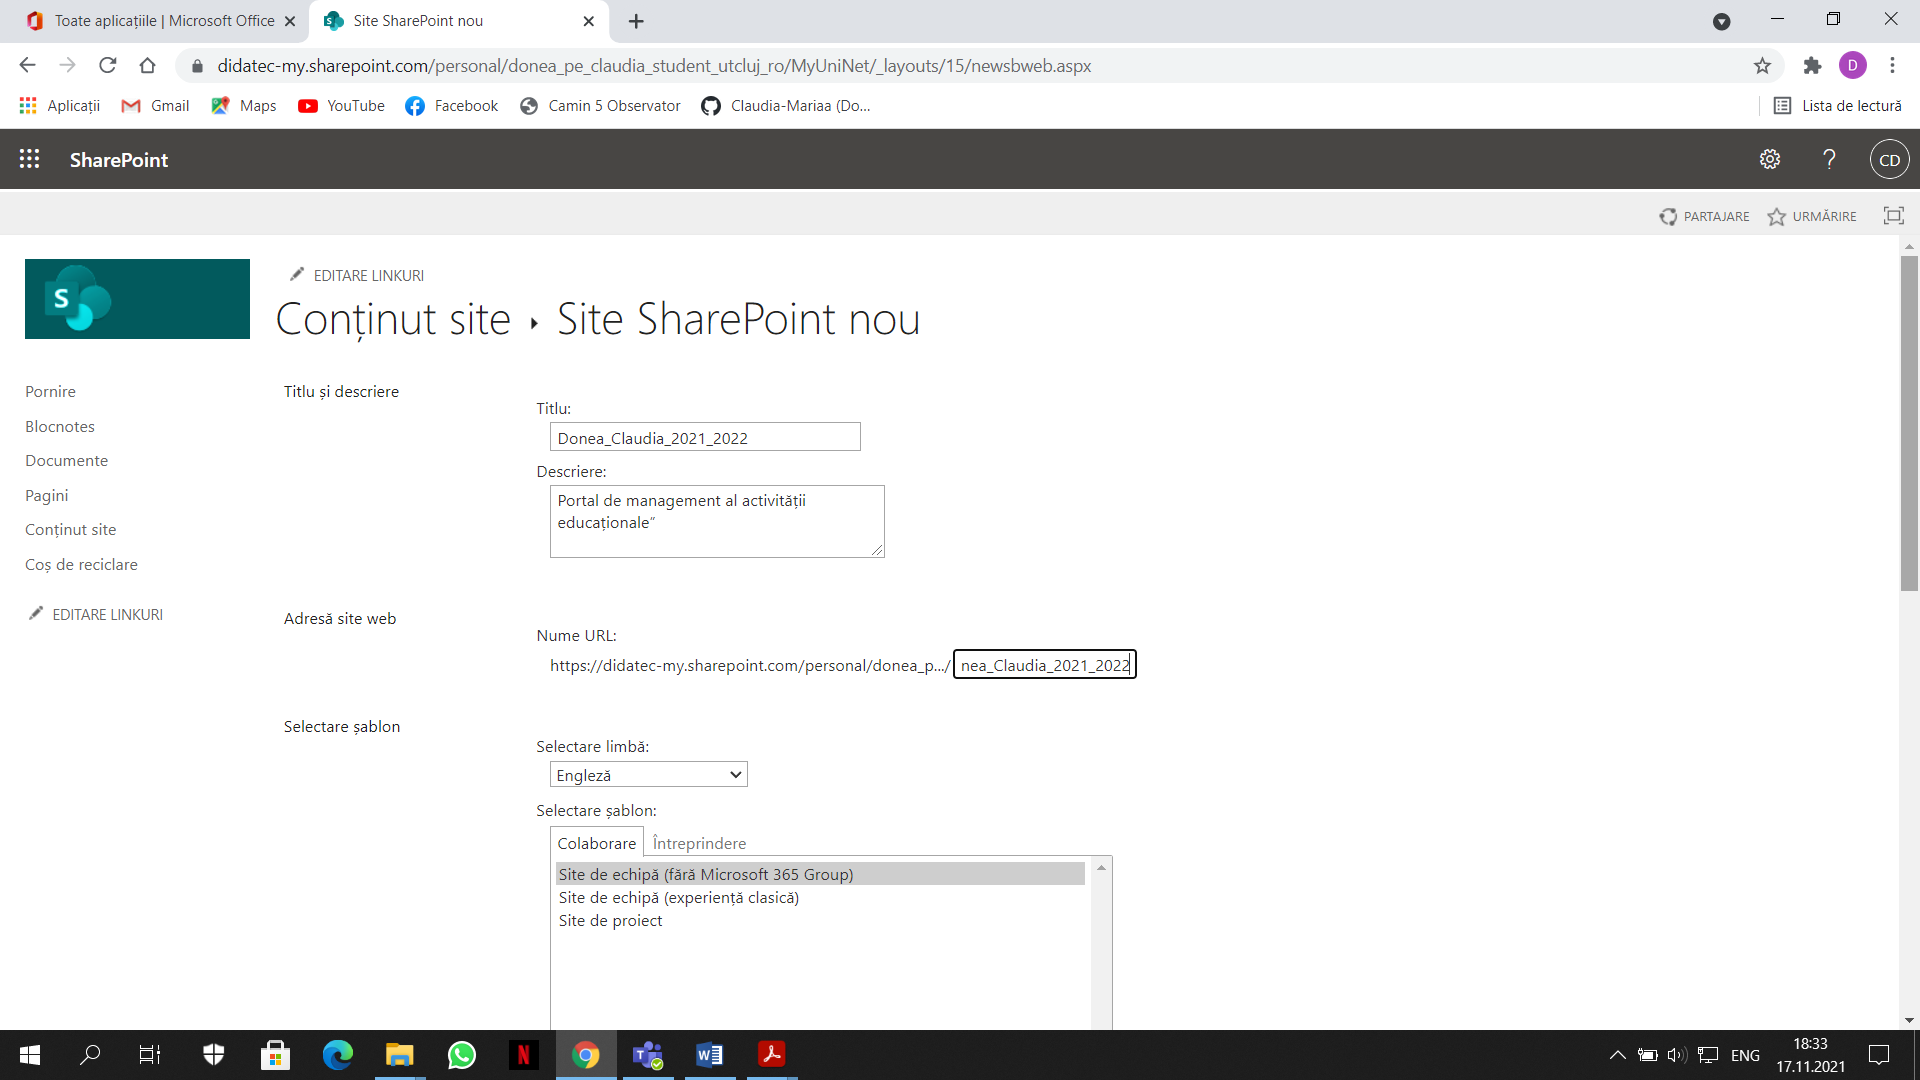 Toate aplicațiile | Microsoft Office
Site SharePoint nou
didatec-my.sharepoint.com/personal/donea_pe_claudia_student_utcluj_ro/MyUniNet/_layouts/15/newsbweb.aspx
D
Aplicații
Gmail
Maps
YouTube
Facebook
Camin 5 Observator
Claudia-Mariaa (Do...
Lista de lectură
SharePoint
?
CD
PARTAJARE
URMĂRIRE
S
EDITARE LINKURI
Conținut site ▸ Site SharePoint nou
Pornire
Blocnotes
Documente
Pagini
Conținut site
Coș de reciclare
EDITARE LINKURI
Titlu și descriere
Titlu:
Donea_Claudia_2021_2022
Descriere:
Portal de management al activității
educaționale”
Adresă site web
Nume URL:
https://didatec-my.sharepoint.com/personal/donea_p.../ nea_Claudia_2021_2022
Selectare șablon
Selectare limbă:
Engleză
Selectare șablon:
Colaborare
Întreprindere
Site de echipă (fără Microsoft 365 Group)
Site de echipă (experiență clasică)
Site de proiect
ENG
18:33
17.11.2021